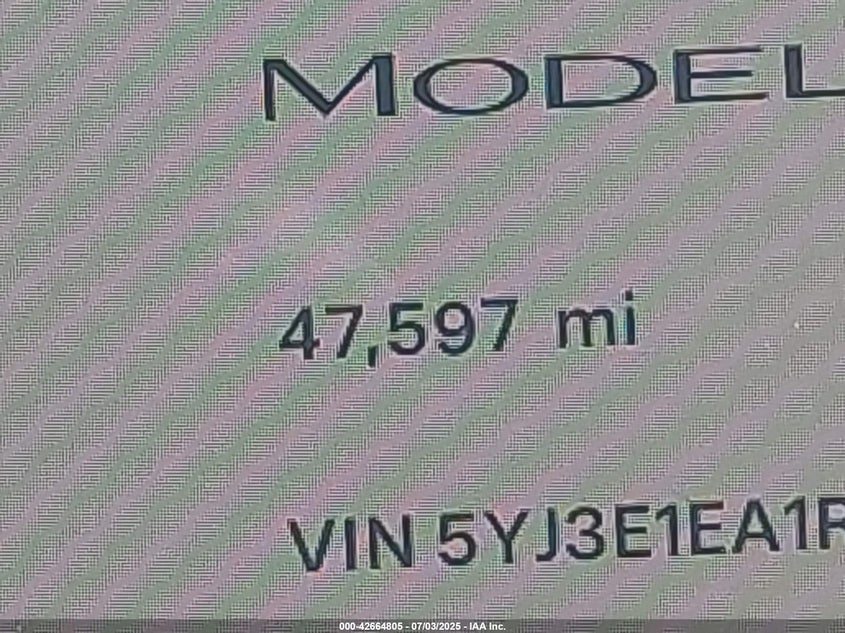 MODEL
47,597 mi
VIN 5YJ3E1EA1R
000-42664805 - 07/03/2025 - IAA Inc.